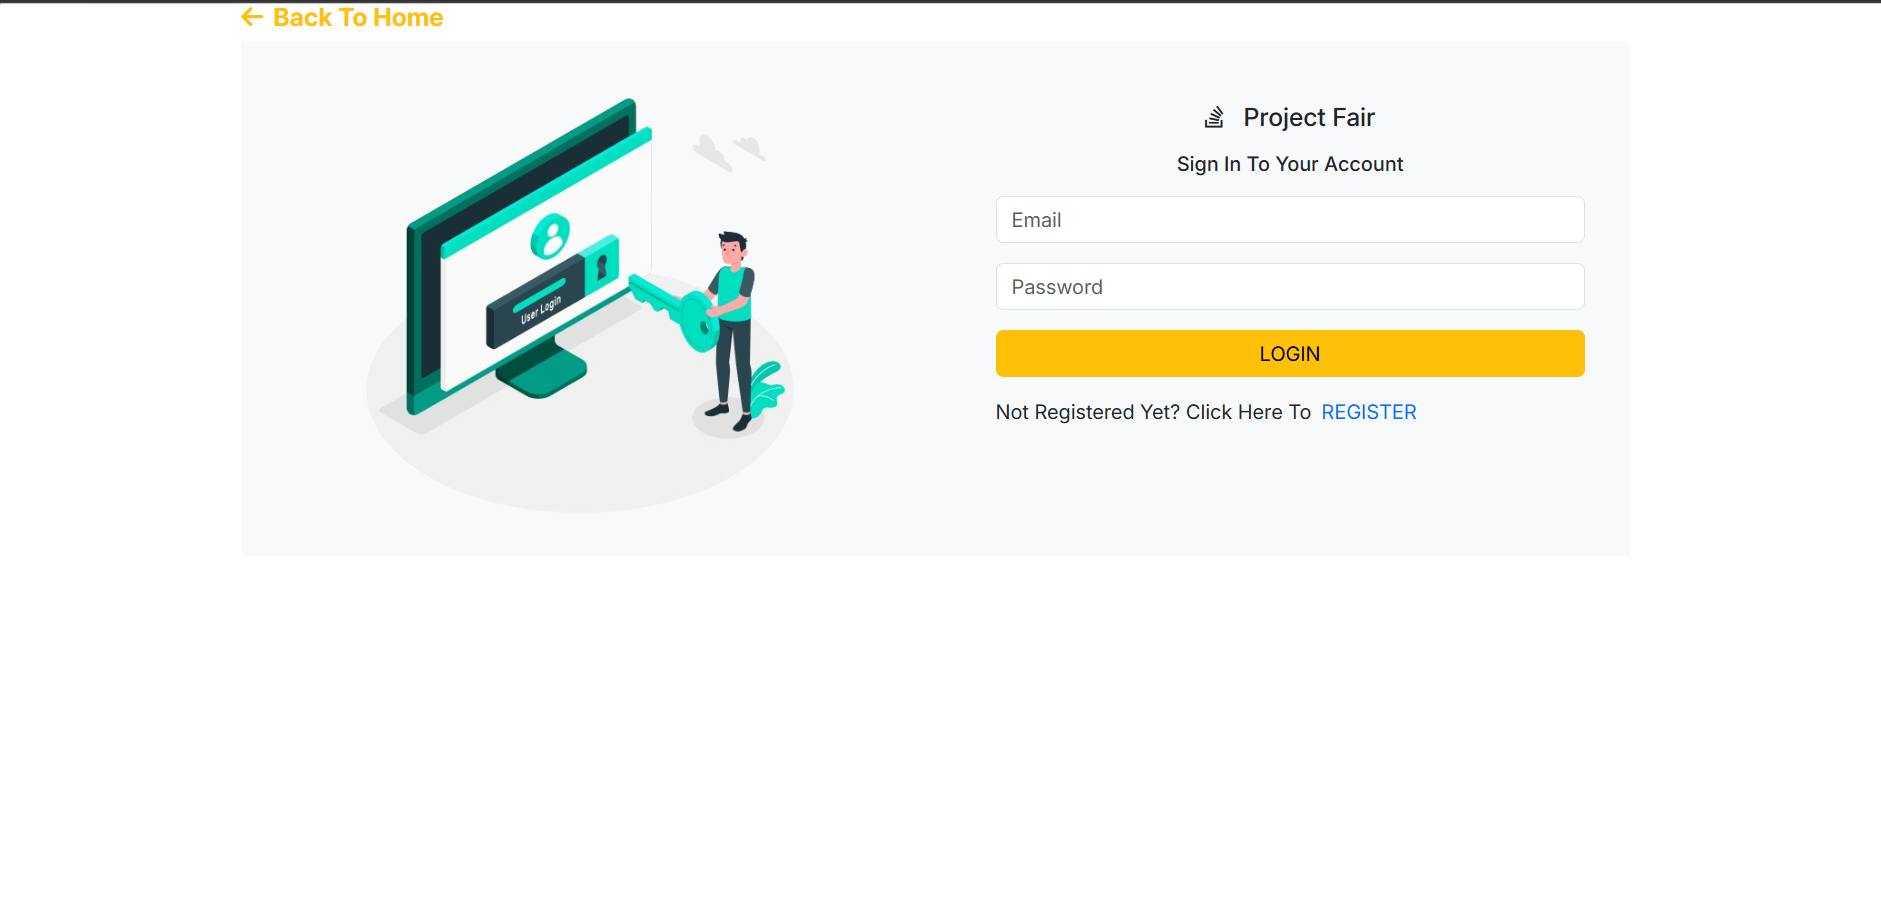 Back To Home
Project Fair
Sign In To Your Account
Email
Password
LOGIN
Not Registered Yet? Click Here To REGISTER
User Login